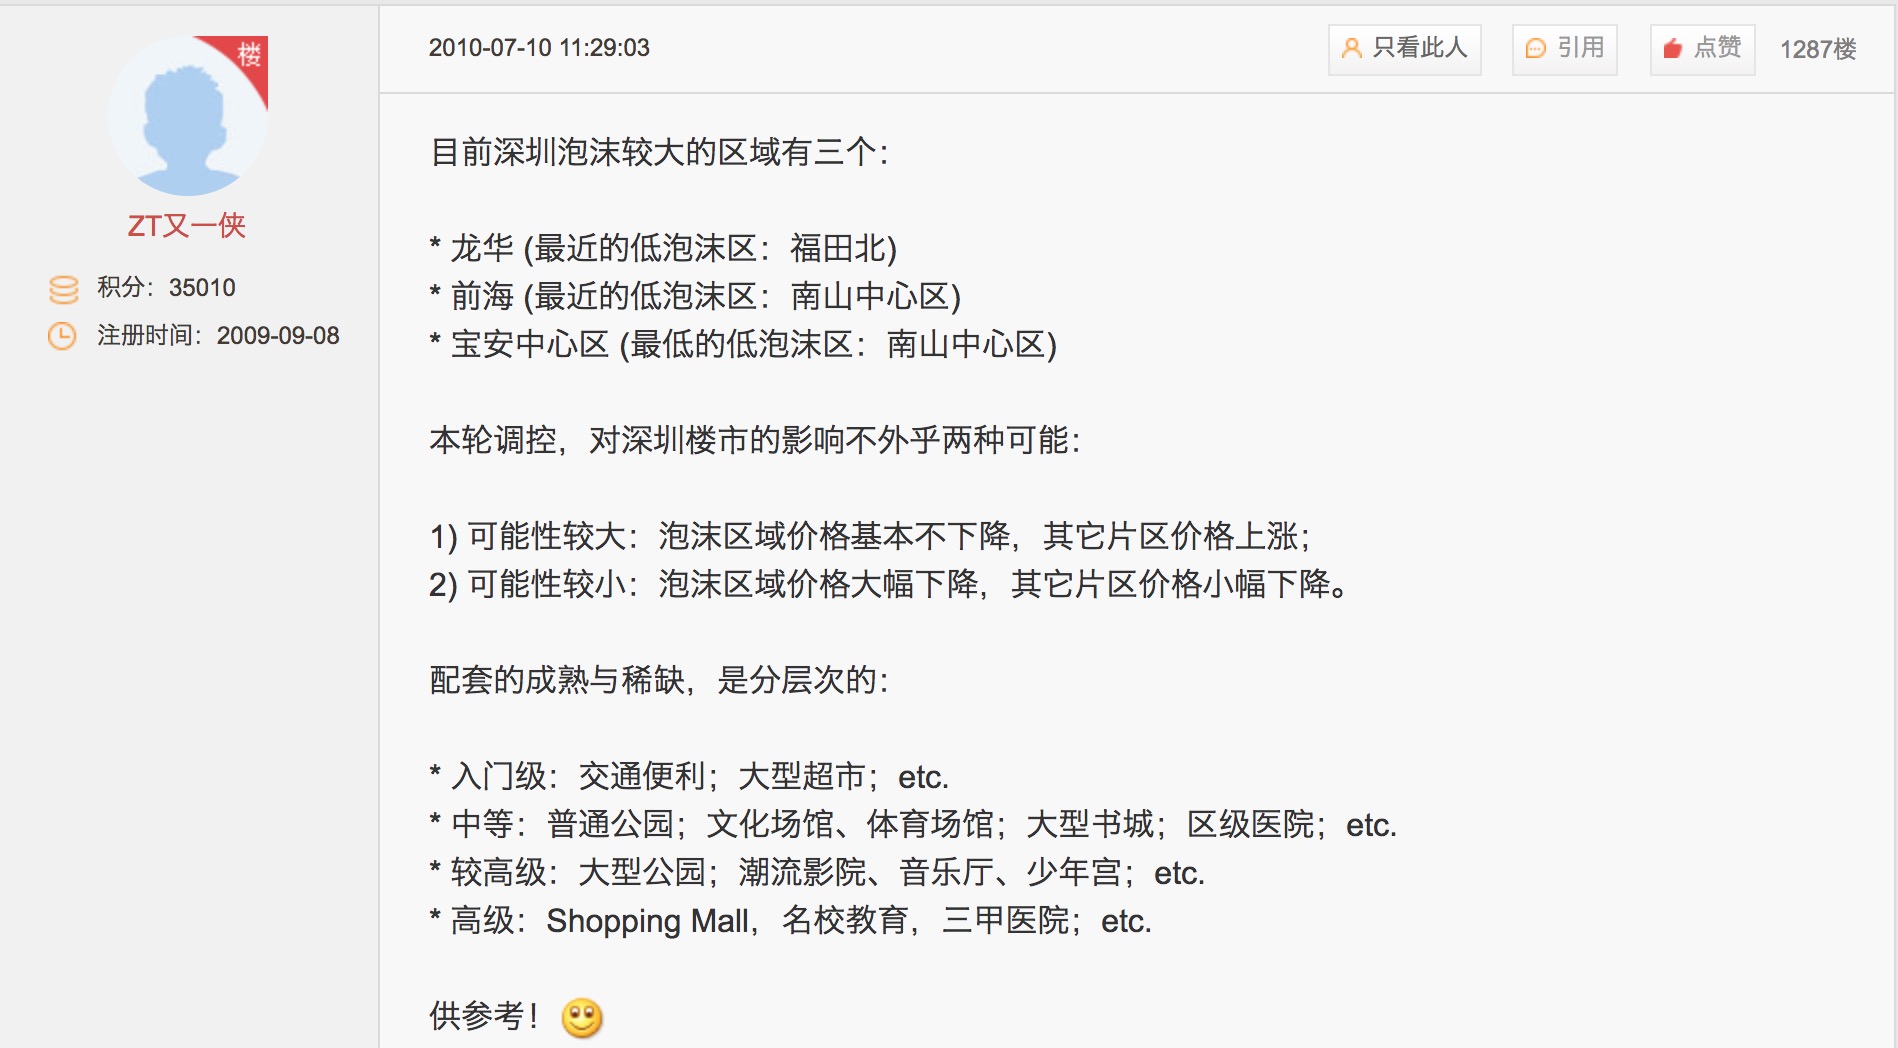 楼
ZT又一侠
积分：35010
注册时间：2009-09-08
2010-07-10 11:29:03
只看此人
引用
点赞
1287楼
目前深圳泡沫较大的区域有三个：
* 龙华 (最近的低泡沫区：福田北)
* 前海 (最近的低泡沫区：南山中心区)
* 宝安中心区 (最低的低泡沫区：南山中心区)
本轮调控，对深圳楼市的影响不外乎两种可能：
1) 可能性较大：泡沫区域价格基本不下降，其它片区价格上涨；
2) 可能性较小：泡沫区域价格大幅下降，其它片区价格小幅下降。
配套的成熟与稀缺，是分层次的：
* 入门级：交通便利；大型超市；etc.
* 中等：普通公园；文化场馆、体育场馆；大型书城；区级医院；etc.
* 较高级：大型公园；潮流影院、音乐厅、少年宫；etc.
* 高级：Shopping Mall，名校教育，三甲医院；etc.
供参考！